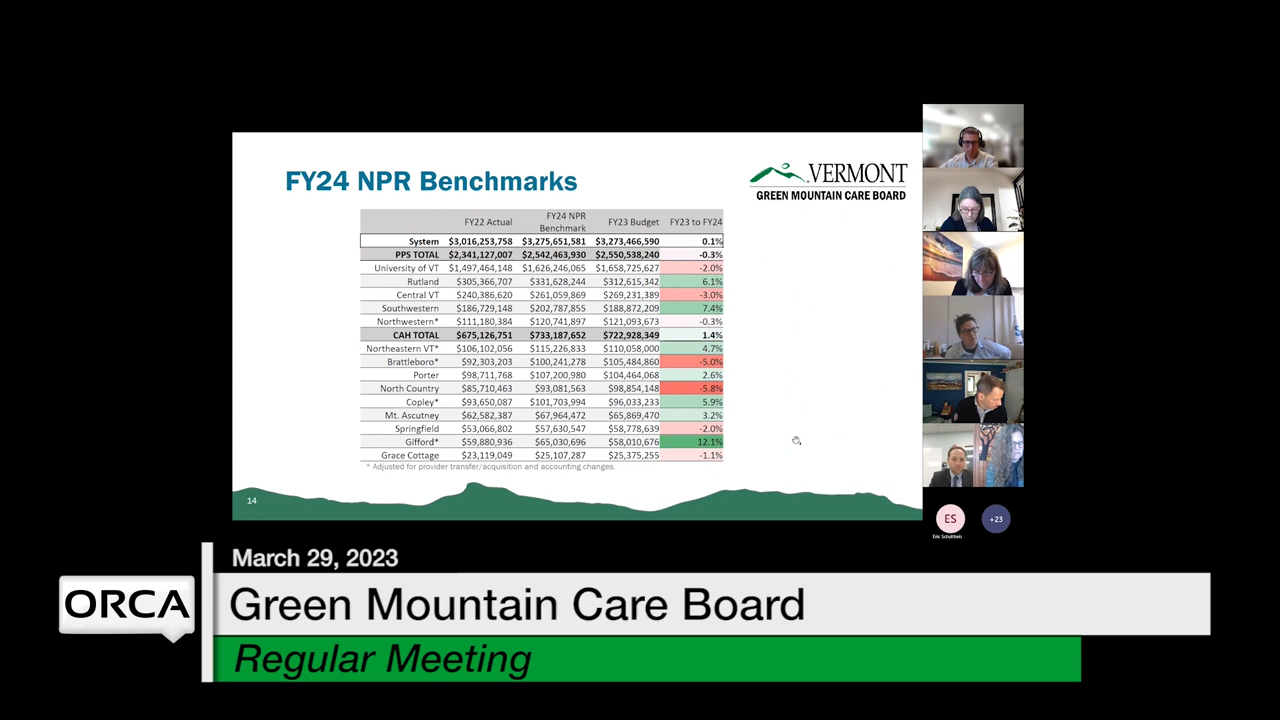 FY24 NPR Benchmarks
VERMONT
GREEN MOUNTAIN CARE BOARD
FY22 Actual FY24 NPR Benchmark FY23 Budget FY23 to FY24
System $3,016,253,758 $3,275,651,581 $3,273,466,590 0.1%
PPS TOTAL $2,341,127,007 $2,542,463,930 $2,550,538,240 -0.3%
University of VT $1,497,464,148 $1,626,246,065 $1,658,725,627 -2.0%
Rutland $305,366,707 $331,628,244 $312,615,342 6.1%
Central VT $240,386,620 $261,059,869 $269,231,389 -3.0%
Southwestern $186,729,148 $202,787,855 $188,872,209 7.4%
Northwestern* $111,180,384 $120,741,897 $121,093,673 -0.3%
CAH TOTAL $675,126,751 $733,187,652 $722,928,349 1.4%
Northeastern VT* $106,102,056 $115,226,833 $110,058,000 4.7%
Brattleboro* $92,303,203 $100,241,278 $105,484,860 -5.0%
Porter $98,711,768 $107,200,980 $104,464,068 2.6%
North Country $85,710,463 $93,081,563 $98,854,148 -5.8%
Copley* $93,650,087 $101,703,994 $96,033,233 5.9%
Mt. Ascutney $62,582,387 $67,964,472 $65,869,470 3.2%
Springfield $53,066,802 $57,630,547 $58,778,639 -2.0%
Gifford* $59,880,936 $65,030,696 $58,010,676 12.1%
Grace Cottage $23,119,049 $25,107,287 $25,375,255 -1.1%
* Adjusted for provider transfer/acquisition and accounting changes.
14
ES
+23
Eric Schultheis
March 29, 2023
ORCA
Green Mountain Care Board
Regular Meeting